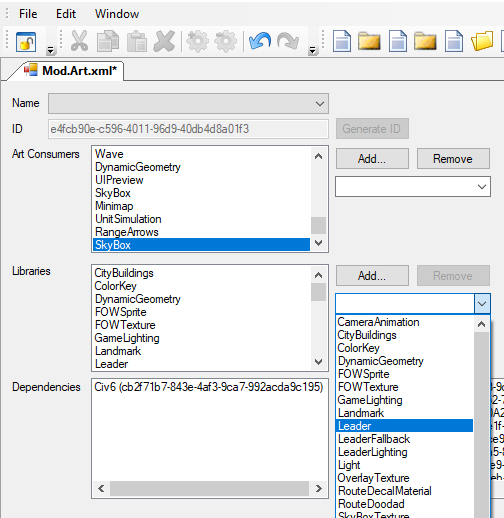 File Edit Window
Mod.Art.xml*
Name
ID e4fcb90e-c596-4011-96d9-40db4d8a01f3 Generate ID
Art Consumers
Wave
DynamicGeometry
UIPreview
SkyBox
Minimap
UnitSimulation
RangeArrows
SkyBox
Add... Remove
Libraries
CityBuildings
ColorKey
DynamicGeometry
FOWSprite
FOWTexture
GameLighting
Landmark
Leader
Add... Remove
CameraAnimation
CityBuildings
ColorKey
DynamicGeometry
FOWSprite
FOWTexture
GameLighting
Landmark
Leader
LeaderFallback
LeaderLighting
Light
OverlayTexture
RouteDecalMaterial
RouteDoodad
SkyBoxTexture
Dependencies
Civ6 (cb2f71b7-843e-4af3-9ca7-992acda9c195)